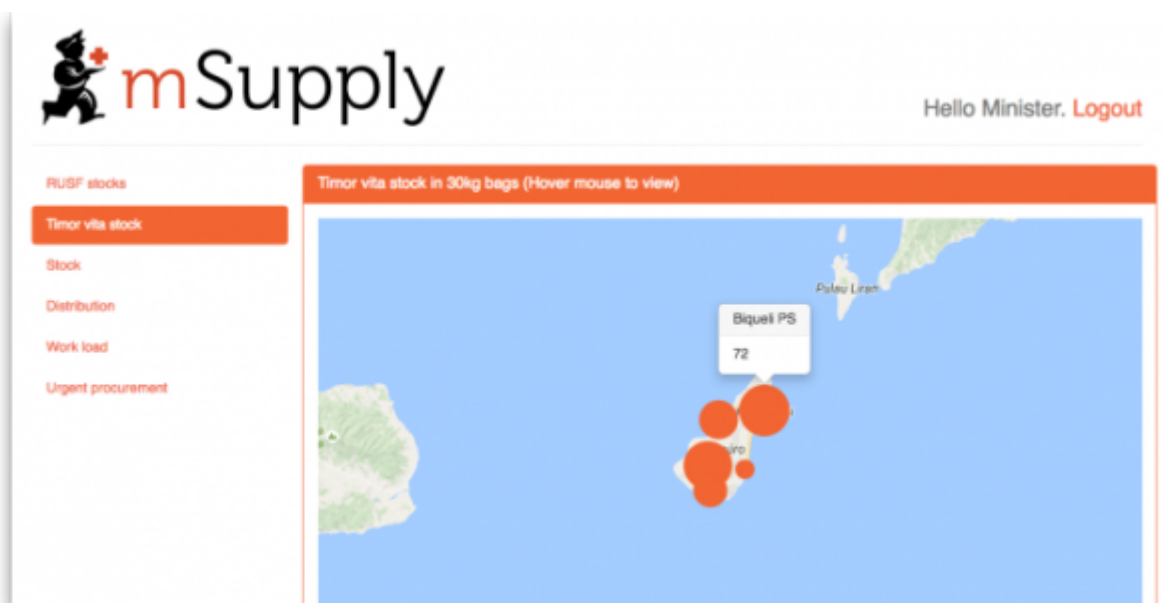 mSupply
Hello Minister. Logout
RUSF stocks
Timor vita stock
Stock
Distribution
Work load
Urgent procurement
Timor vita stock in 30kg bags (Hover mouse to view)
Pulau Liran
Biqueli PS
72